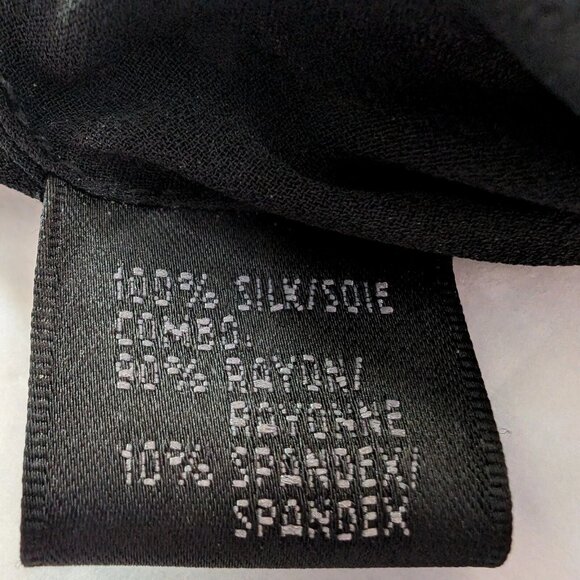 100% SILK/SOIE
COMBO:
90% RAYON/
RAYONNE
10% SPANDEX/
SPANDEX